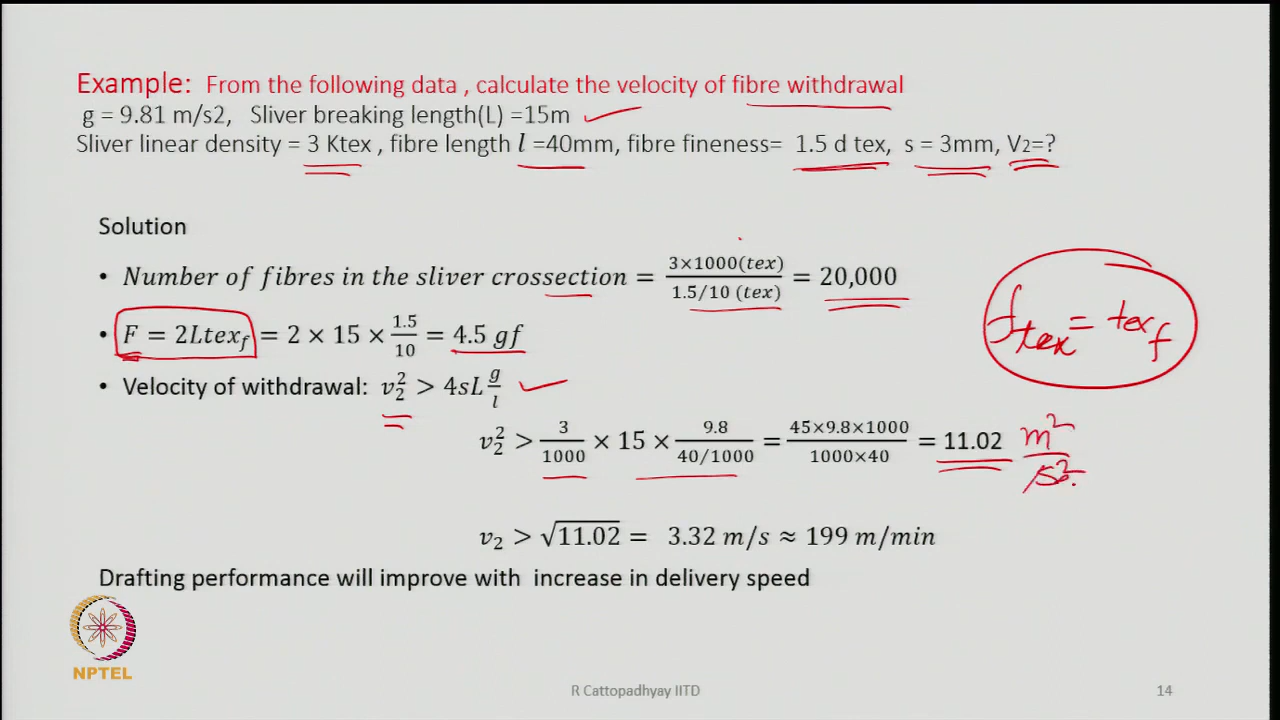 Example: From the following data , calculate the velocity of fibre withdrawal
g = 9.81 m/s2, Sliver breaking length(L) =15m
Sliver linear density = 3 Ktex , fibre length l =40mm, fibre fineness= 1.5 d tex, s = 3mm, V2=?
Solution
• Number of fibres in the sliver crossection = 3×1000(tex) / 1.5/10 (tex) = 20,000
• F = 2Ltex_f = 2 × 15 × 1.5/10 = 4.5 gf
f_tex = tex_f
• Velocity of withdrawal: v₂² > 4sL g/l
v₂² > 3/1000 × 15 × 9.8 / 40/1000 = 45×9.8×1000 / 1000×40 = 11.02 m²/s²
v₂ > √11.02 = 3.32 m/s ≈ 199 m/min
Drafting performance will improve with increase in delivery speed
NPTEL
R Cattopadhyay IITD
14